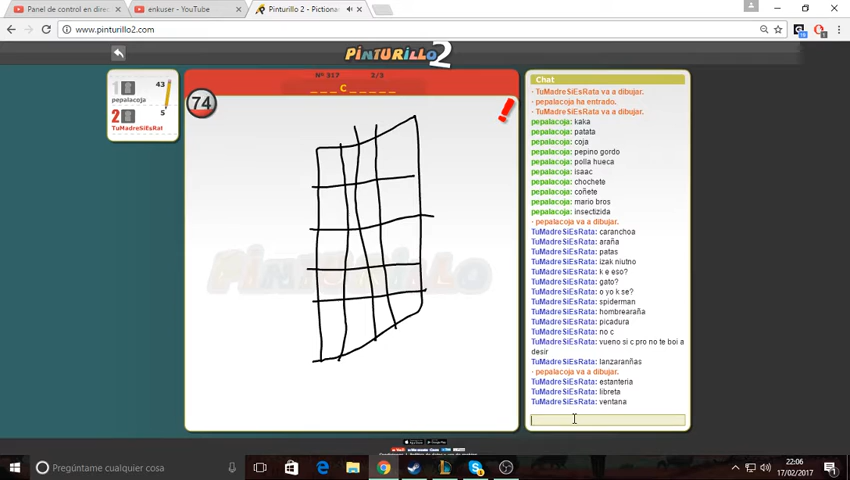 Panel de control en direc
enkuser - YouTube
Pinturillo 2 - Pictiona
www.pinturillo2.com
PiNTURiLLO 2
Nº 317
2/3
_ _ _ C _ _ _ _ _
74
1
43
pepalacoja
2
5
TuMadreSiEsRat
PiNTURiLLO
Chat
· TuMadreSiEsRata va a dibujar.
· pepalacoja ha entrado.
· TuMadreSiEsRata va a dibujar.
pepalacoja: kaka
pepalacoja: patata
pepalacoja: coja
pepalacoja: pepino gordo
pepalacoja: polla hueca
pepalacoja: isaac
pepalacoja: chochete
pepalacoja: coñete
pepalacoja: mario bros
pepalacoja: insectizida
· pepalacoja va a dibujar.
TuMadreSiEsRata: caranchoa
TuMadreSiEsRata: araña
TuMadreSiEsRata: patas
TuMadreSiEsRata: izak niutno
TuMadreSiEsRata: k e eso?
TuMadreSiEsRata: gato?
TuMadreSiEsRata: o yo k se?
TuMadreSiEsRata: spiderman
TuMadreSiEsRata: hombrearaña
TuMadreSiEsRata: picadura
TuMadreSiEsRata: no c
TuMadreSiEsRata: vueno si c pro no te boi a
desir
TuMadreSiEsRata: lanzarañas
· pepalacoja va a dibujar.
TuMadreSiEsRata: estanteria
TuMadreSiEsRata: libreta
TuMadreSiEsRata: ventana
Pregúntame cualquier cosa
22:06
17/02/2017